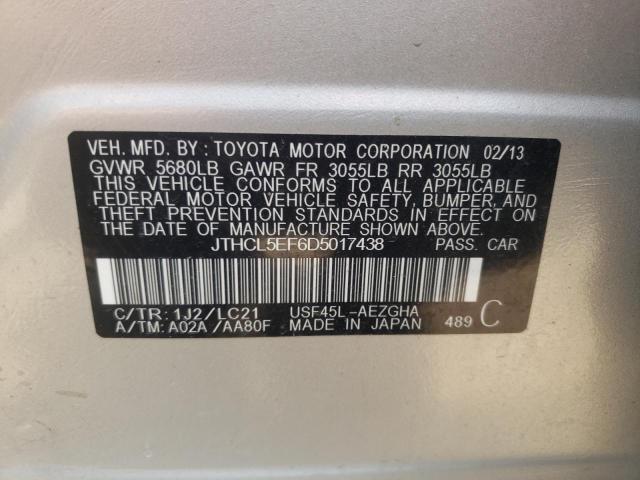 VEH. MFD. BY: TOYOTA MOTOR CORPORATION 02/13
GVWR 5680LB GAWR FR 3055LB RR 3055LB
THIS VEHICLE CONFORMS TO ALL APPLICABLE
FEDERAL MOTOR VEHICLE SAFETY, BUMPER, AND
THEFT PREVENTION STANDARDS IN EFFECT ON
THE DATE OF MANUFACTURE SHOWN ABOVE.
JTHCL5EF6D5017438 PASS. CAR
C/TR: 1J2/LC21 USF45L-AEZGHA
A/TM: A02A/AA80F MADE IN JAPAN 489 C